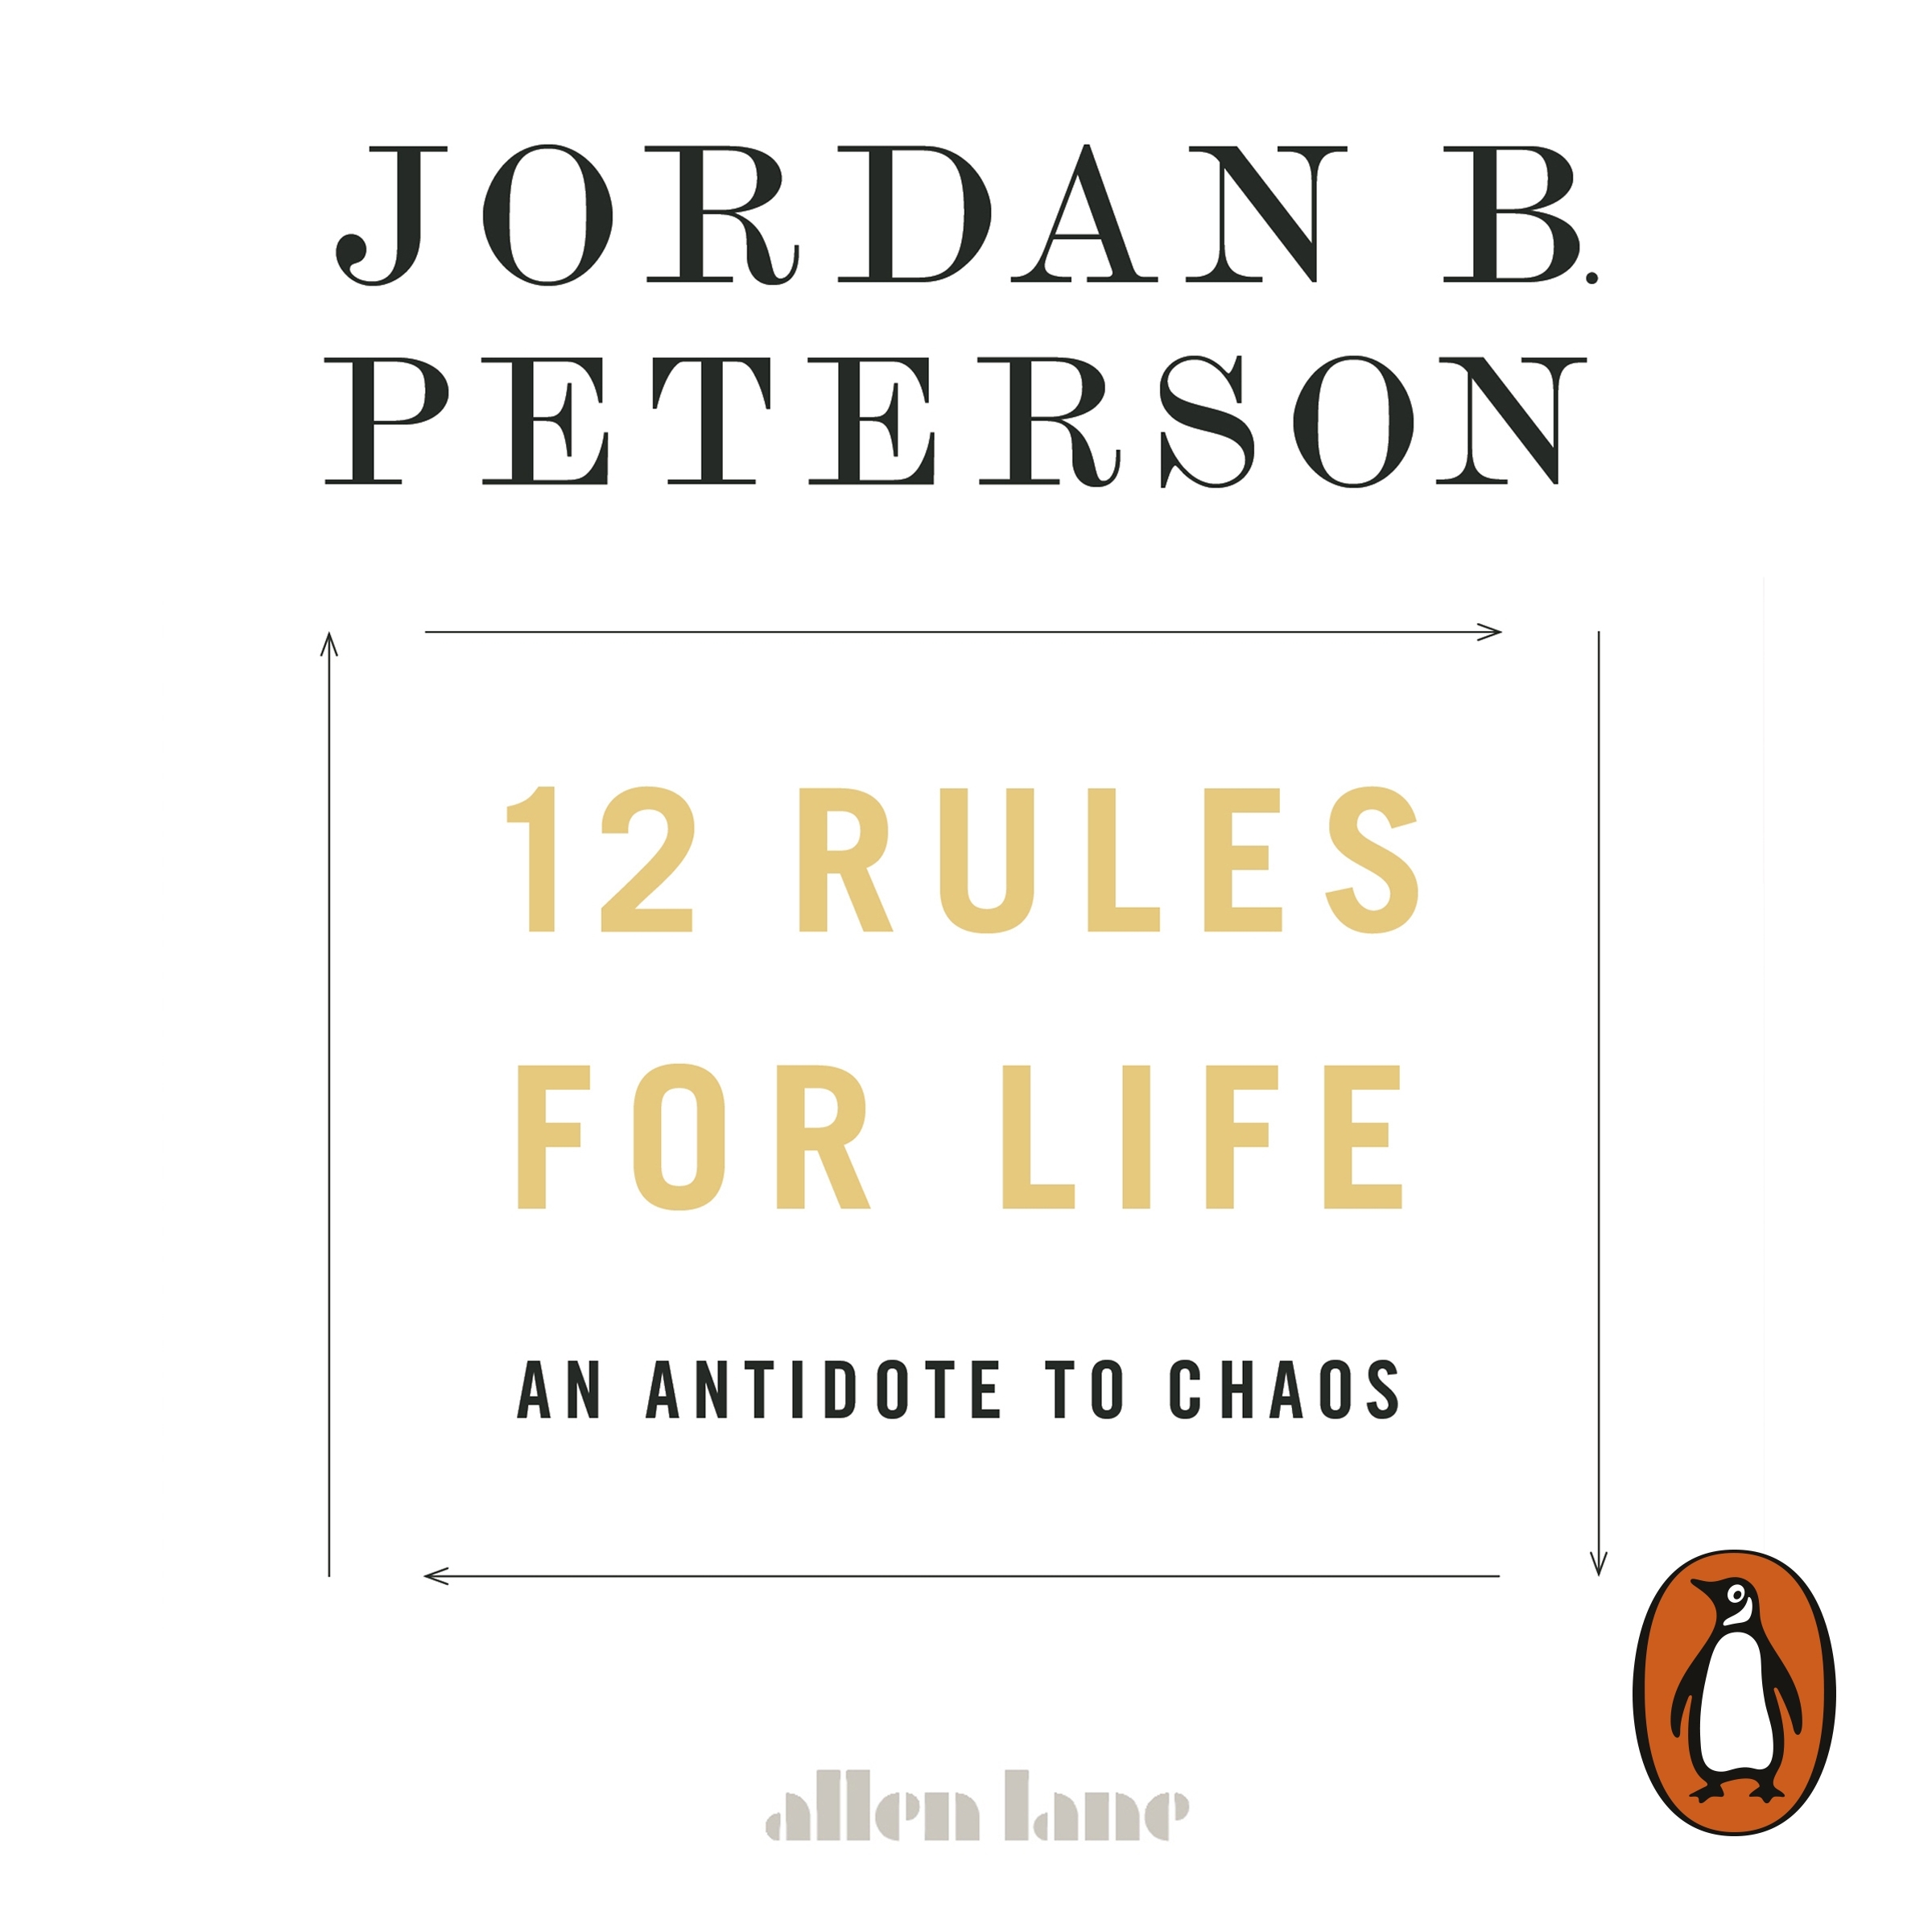 JORDAN B.
PETERSON
12 RULES
FOR LIFE
AN ANTIDOTE TO CHAOS
allen lane